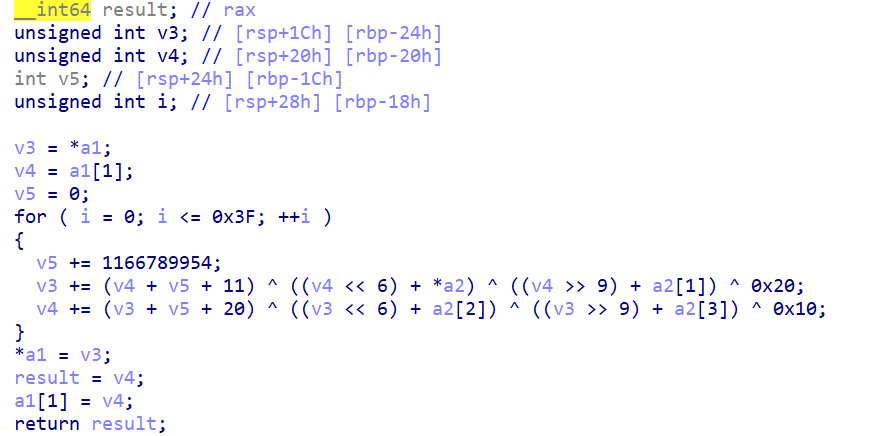 __int64 result; // rax
unsigned int v3; // [rsp+1Ch] [rbp-24h]
unsigned int v4; // [rsp+20h] [rbp-20h]
int v5; // [rsp+24h] [rbp-1Ch]
unsigned int i; // [rsp+28h] [rbp-18h]

v3 = *a1;
v4 = a1[1];
v5 = 0;
for ( i = 0; i <= 0x3F; ++i )
{
  v5 += 1166789954;
  v3 += (v4 + v5 + 11) ^ ((v4 << 6) + *a2) ^ ((v4 >> 9) + a2[1]) ^ 0x20;
  v4 += (v3 + v5 + 20) ^ ((v3 << 6) + a2[2]) ^ ((v3 >> 9) + a2[3]) ^ 0x10;
}
*a1 = v3;
result = v4;
a1[1] = v4;
return result;